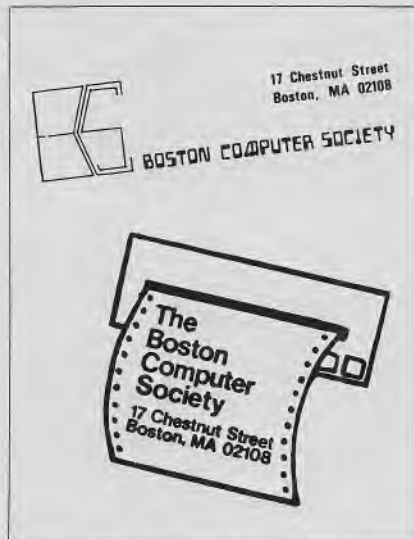 17 Chestnut Street
Boston, MA 02108
BOSTON COMPUTER SOCIETY
The
Boston
Computer
Society
17 Chestnut Street
Boston, MA 02108